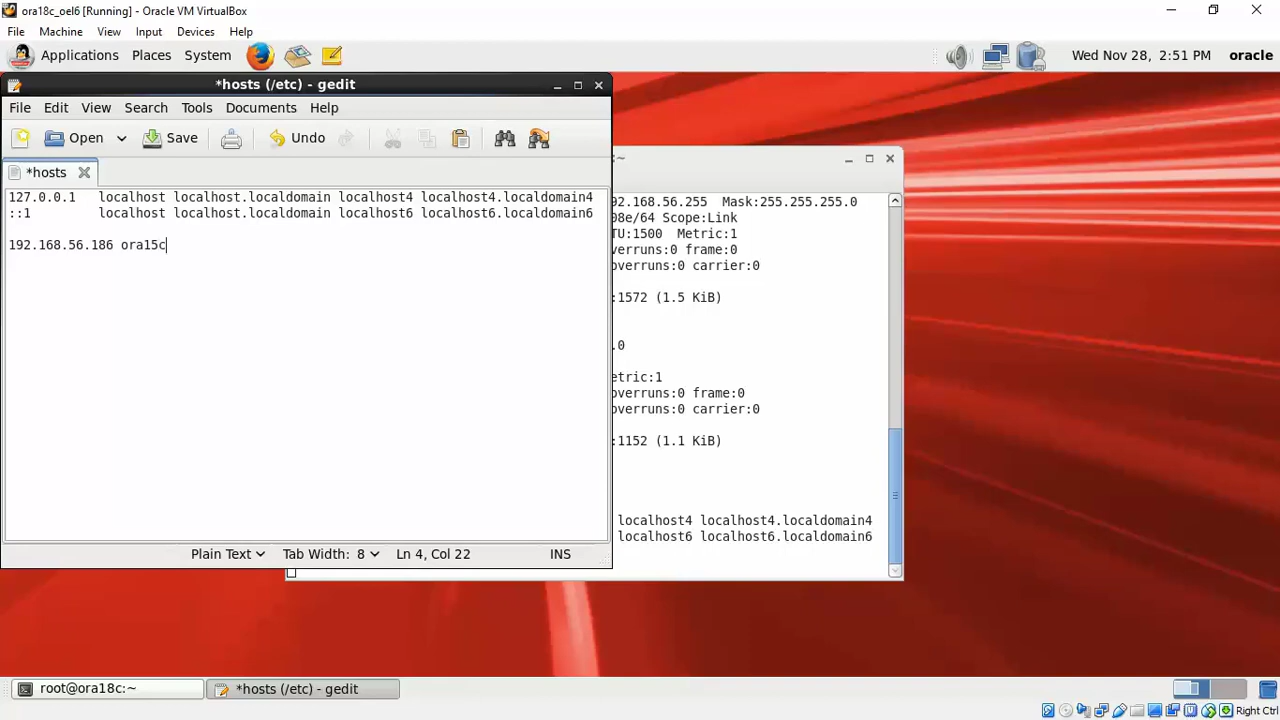 ora18c_oel6 [Running] - Oracle VM VirtualBox
File Machine View Input Devices Help
Applications Places System Wed Nov 28, 2:51 PM oracle
*hosts (/etc) - gedit
File Edit View Search Tools Documents Help
Open Save Undo
*hosts
127.0.0.1 localhost localhost.localdomain localhost4 localhost4.localdomain4
::1 localhost localhost.localdomain localhost6 localhost6.localdomain6
192.168.56.186 ora15c
Plain Text Tab Width: 8 Ln 4, Col 22 INS
:~
92.168.56.255 Mask:255.255.255.0
08e/64 Scope:Link
TU:1500 Metric:1
verruns:0 frame:0
overruns:0 carrier:0
:1572 (1.5 KiB)
.0
etric:1
overruns:0 frame:0
overruns:0 carrier:0
:1152 (1.1 KiB)
localhost4 localhost4.localdomain4
localhost6 localhost6.localdomain6
root@ora18c:~ *hosts (/etc) - gedit
Right Ctrl